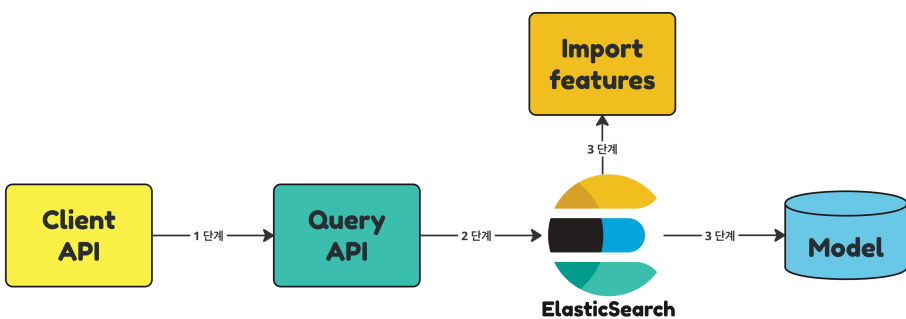 Import
features
3 단계
Client
API
1 단계
Query
API
2 단계
3 단계
Model
ElasticSearch